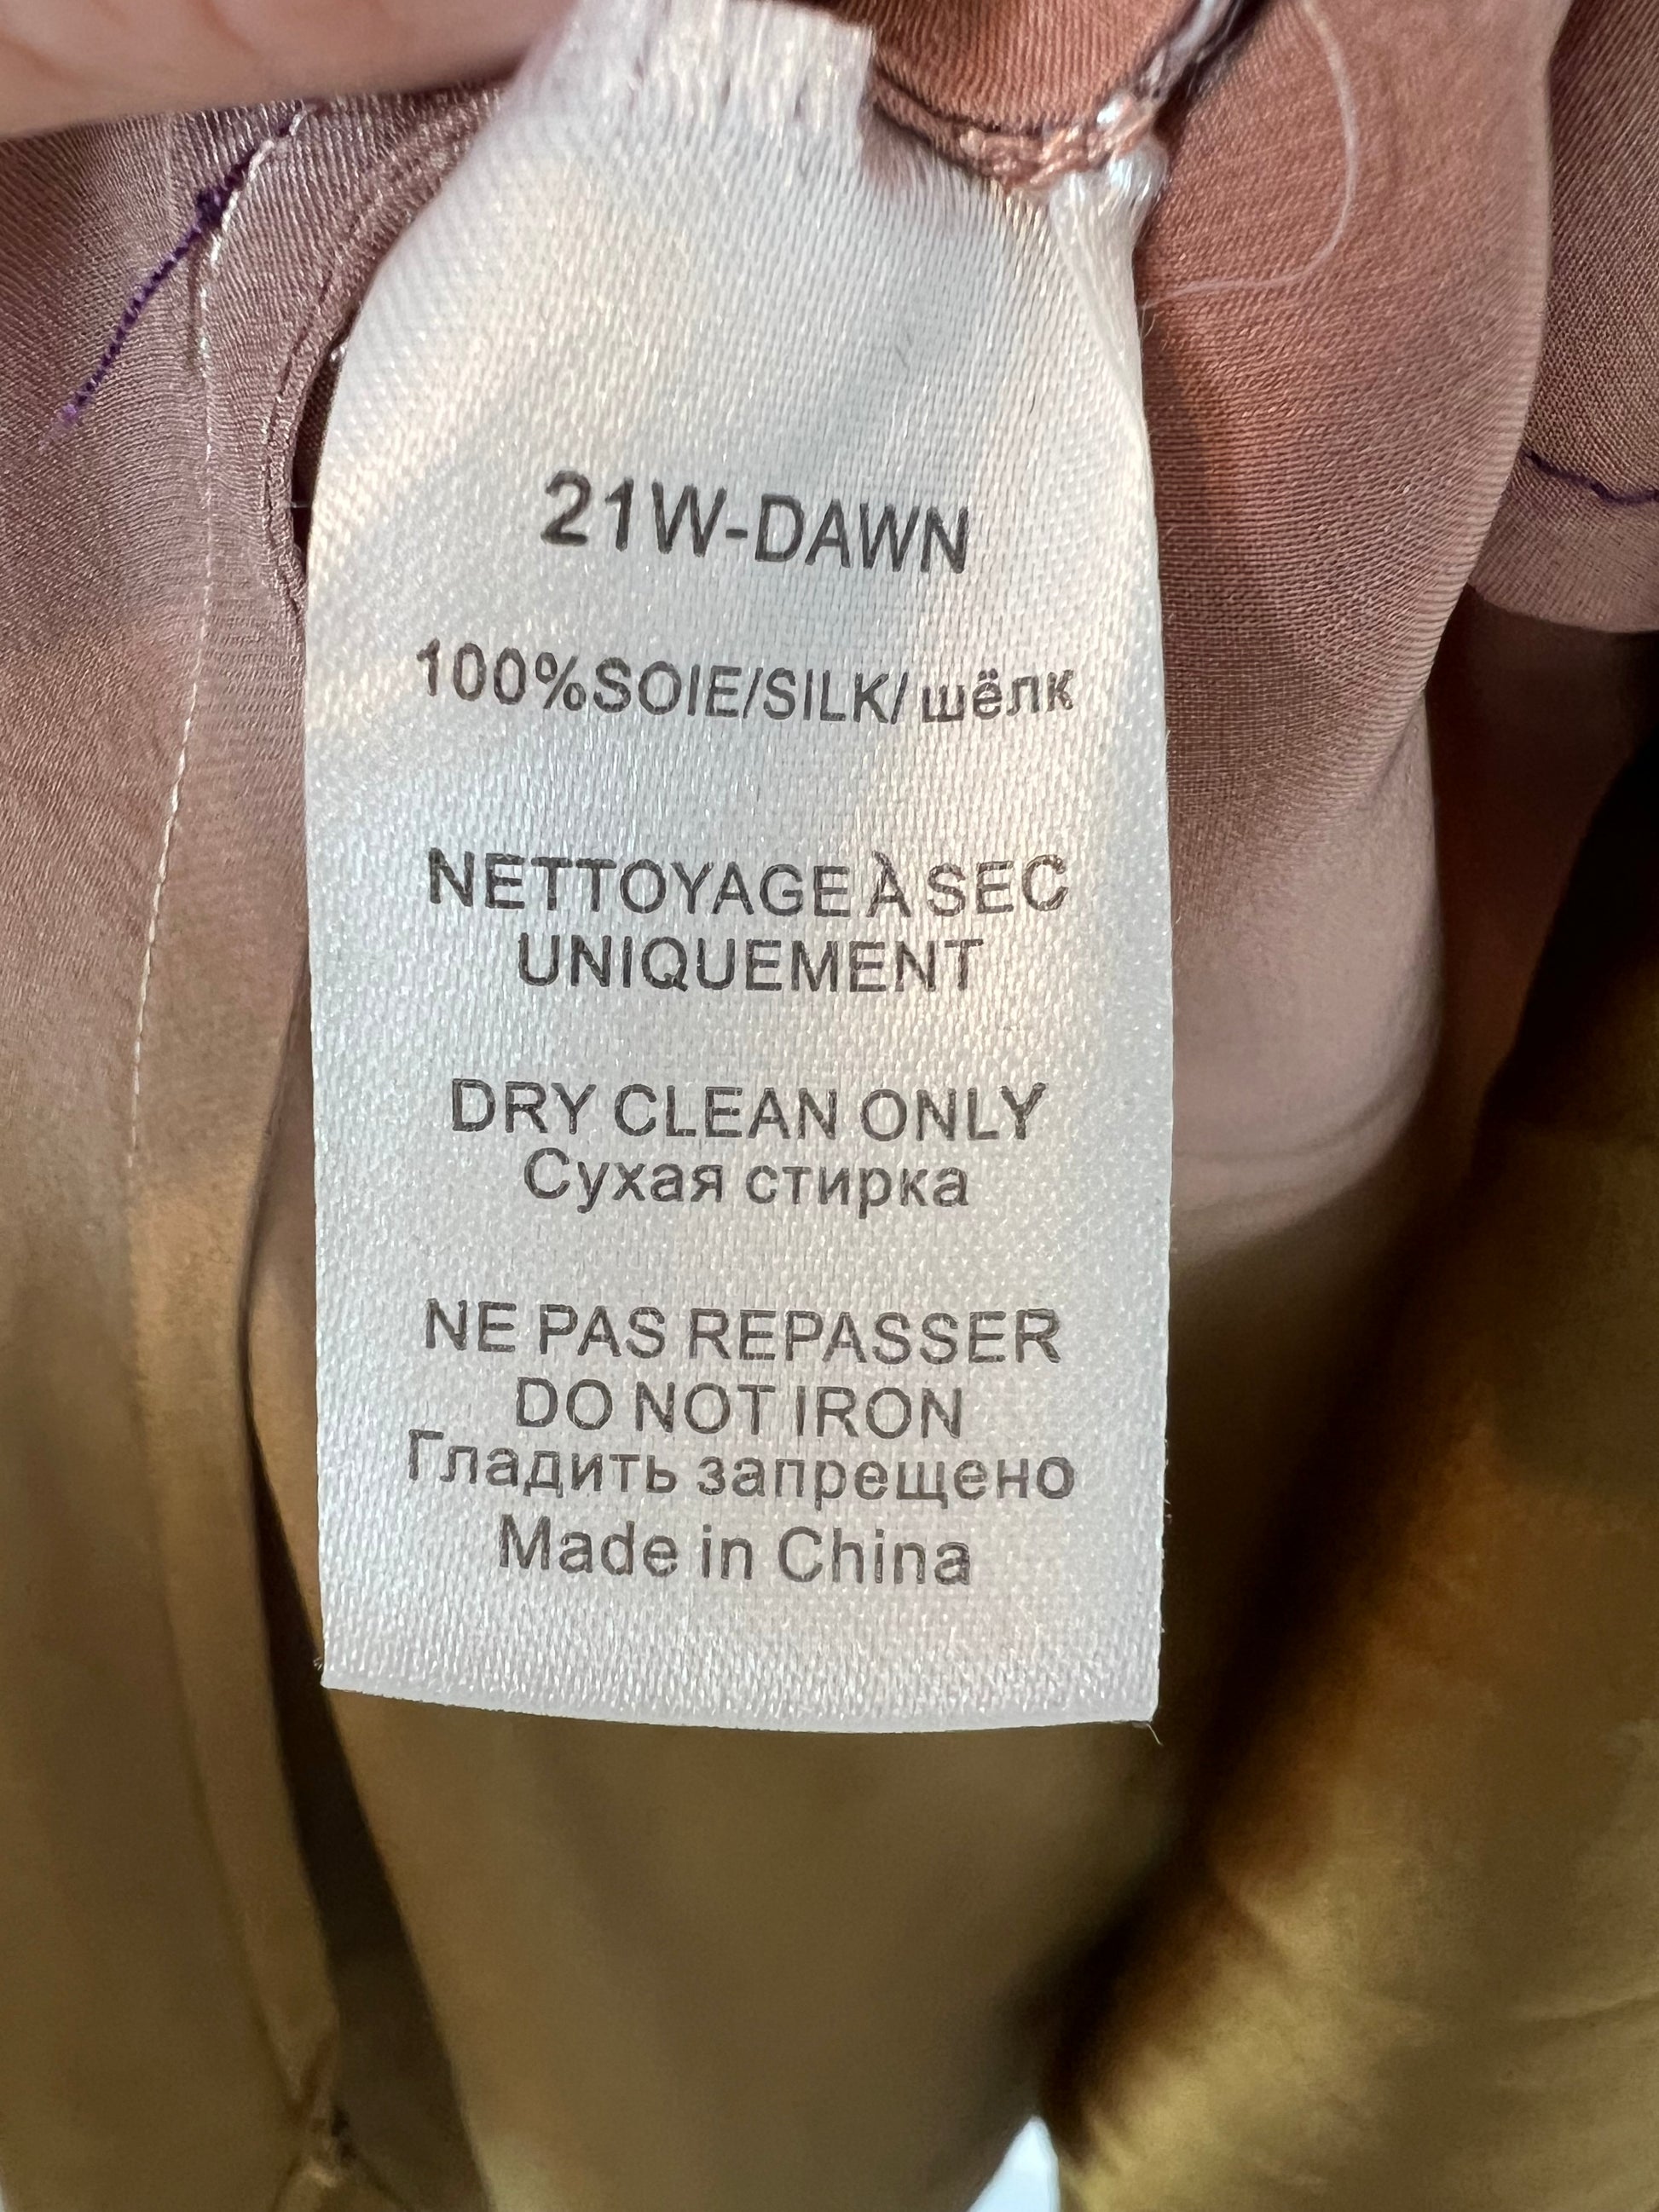 21W-DAWN
100%SOIE/SILK/ шёлк
NETTOYAGE À SEC
UNIQUEMENT
DRY CLEAN ONLY
Сухая стирка
NE PAS REPASSER
DO NOT IRON
Гладить запрещено
Made in China